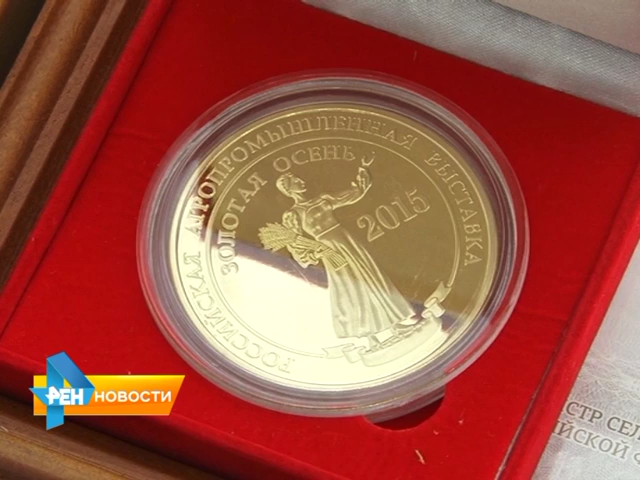 РОССИЙСКАЯ АГРОПРОМЫШЛЕННАЯ ВЫСТАВКА
ЗОЛОТАЯ ОСЕНЬ
2015
РЕН НОВОСТИ
СТР СЕЛ
ЙСКОЙ Ф